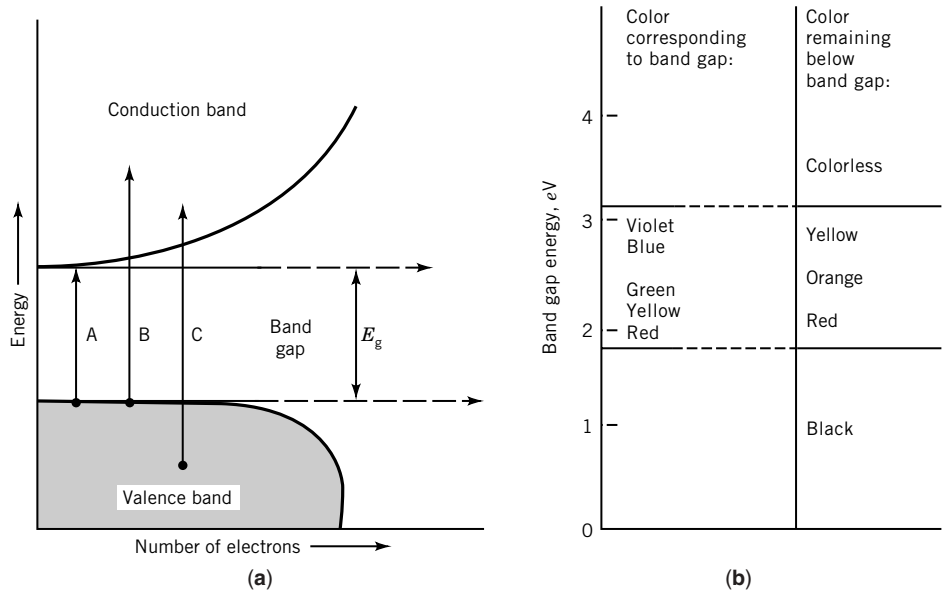 Conduction band
Energy
A
B
C
Band
gap
Eg
Valence band
Number of electrons
(a)
Band gap energy, eV
4
3
2
1
0
Color
corresponding
to band gap:
Violet
Blue
Green
Yellow
Red
Color
remaining
below
band gap:
Colorless
Yellow
Orange
Red
Black
(b)